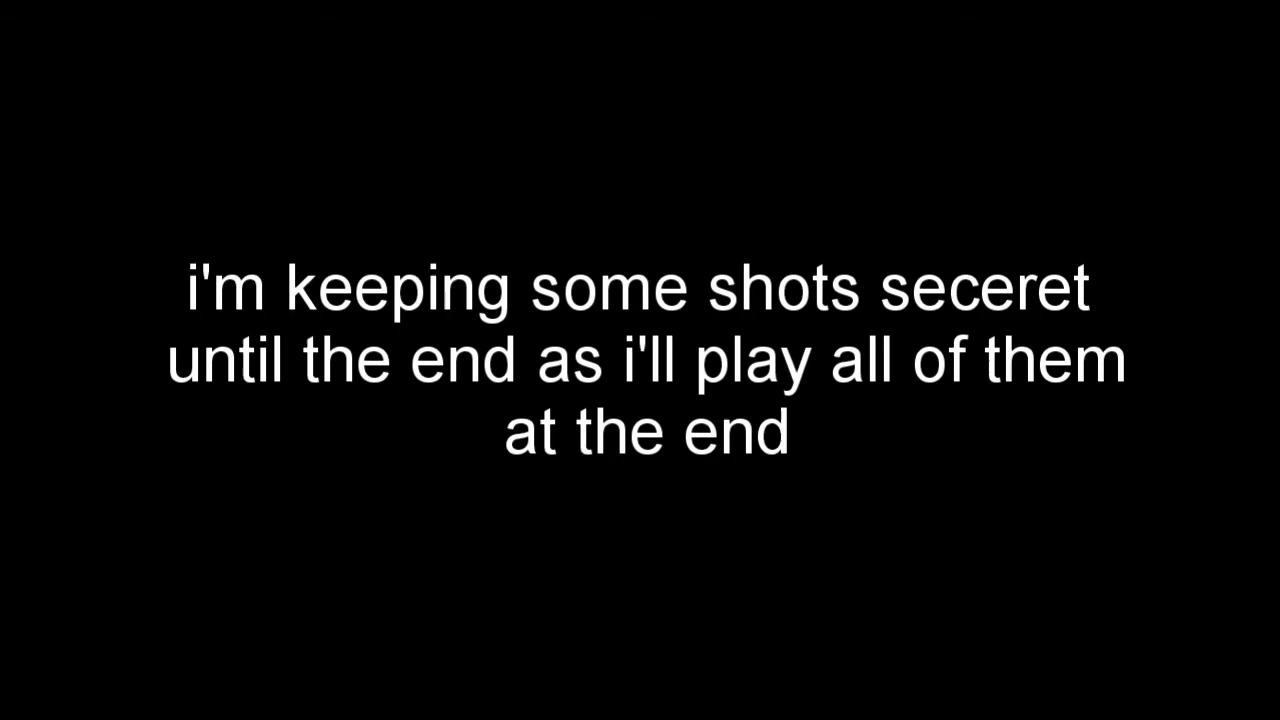 i'm keeping some shots seceret
until the end as i'll play all of them
at the end